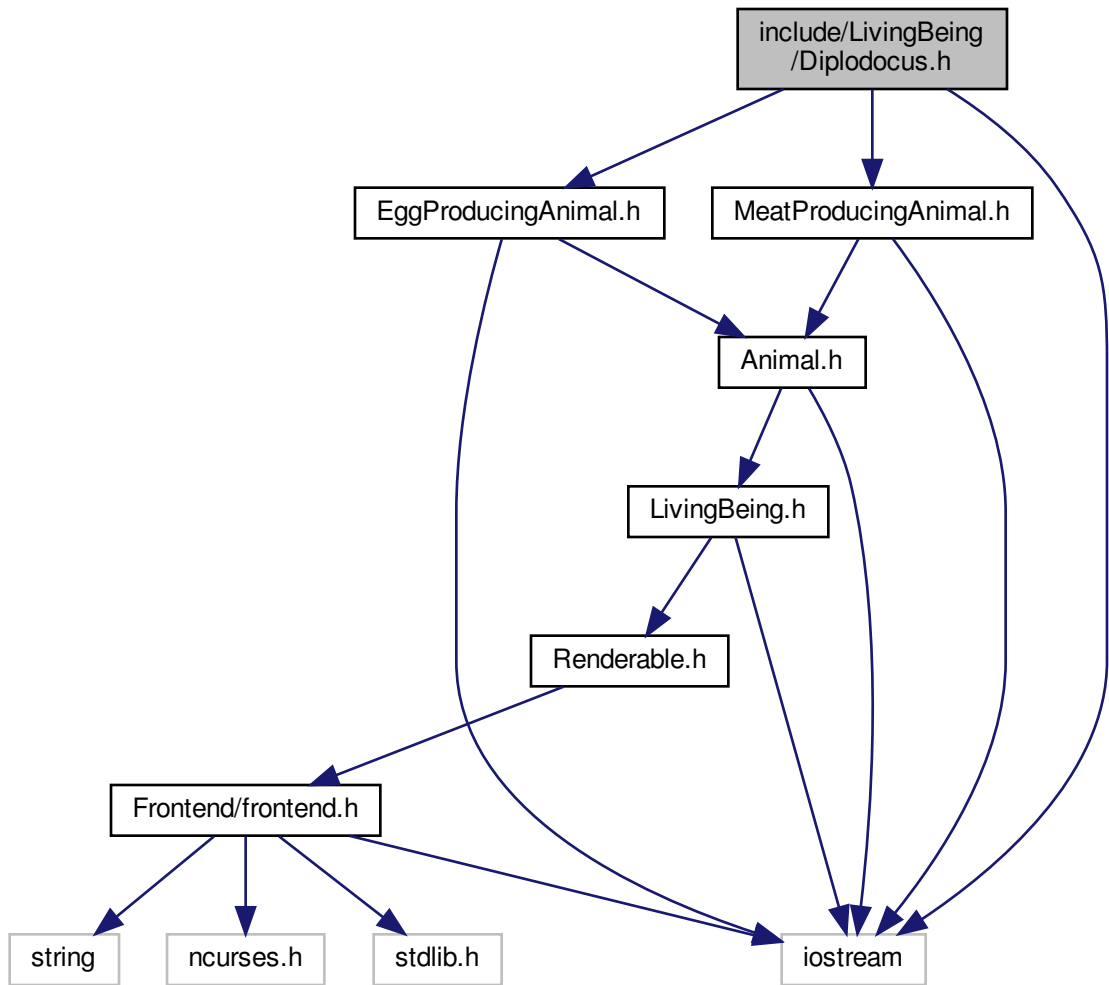 include/LivingBeing
/Diplodocus.h
EggProducingAnimal.h
MeatProducingAnimal.h
Animal.h
LivingBeing.h
Renderable.h
Frontend/frontend.h
string
ncurses.h
stdlib.h
iostream